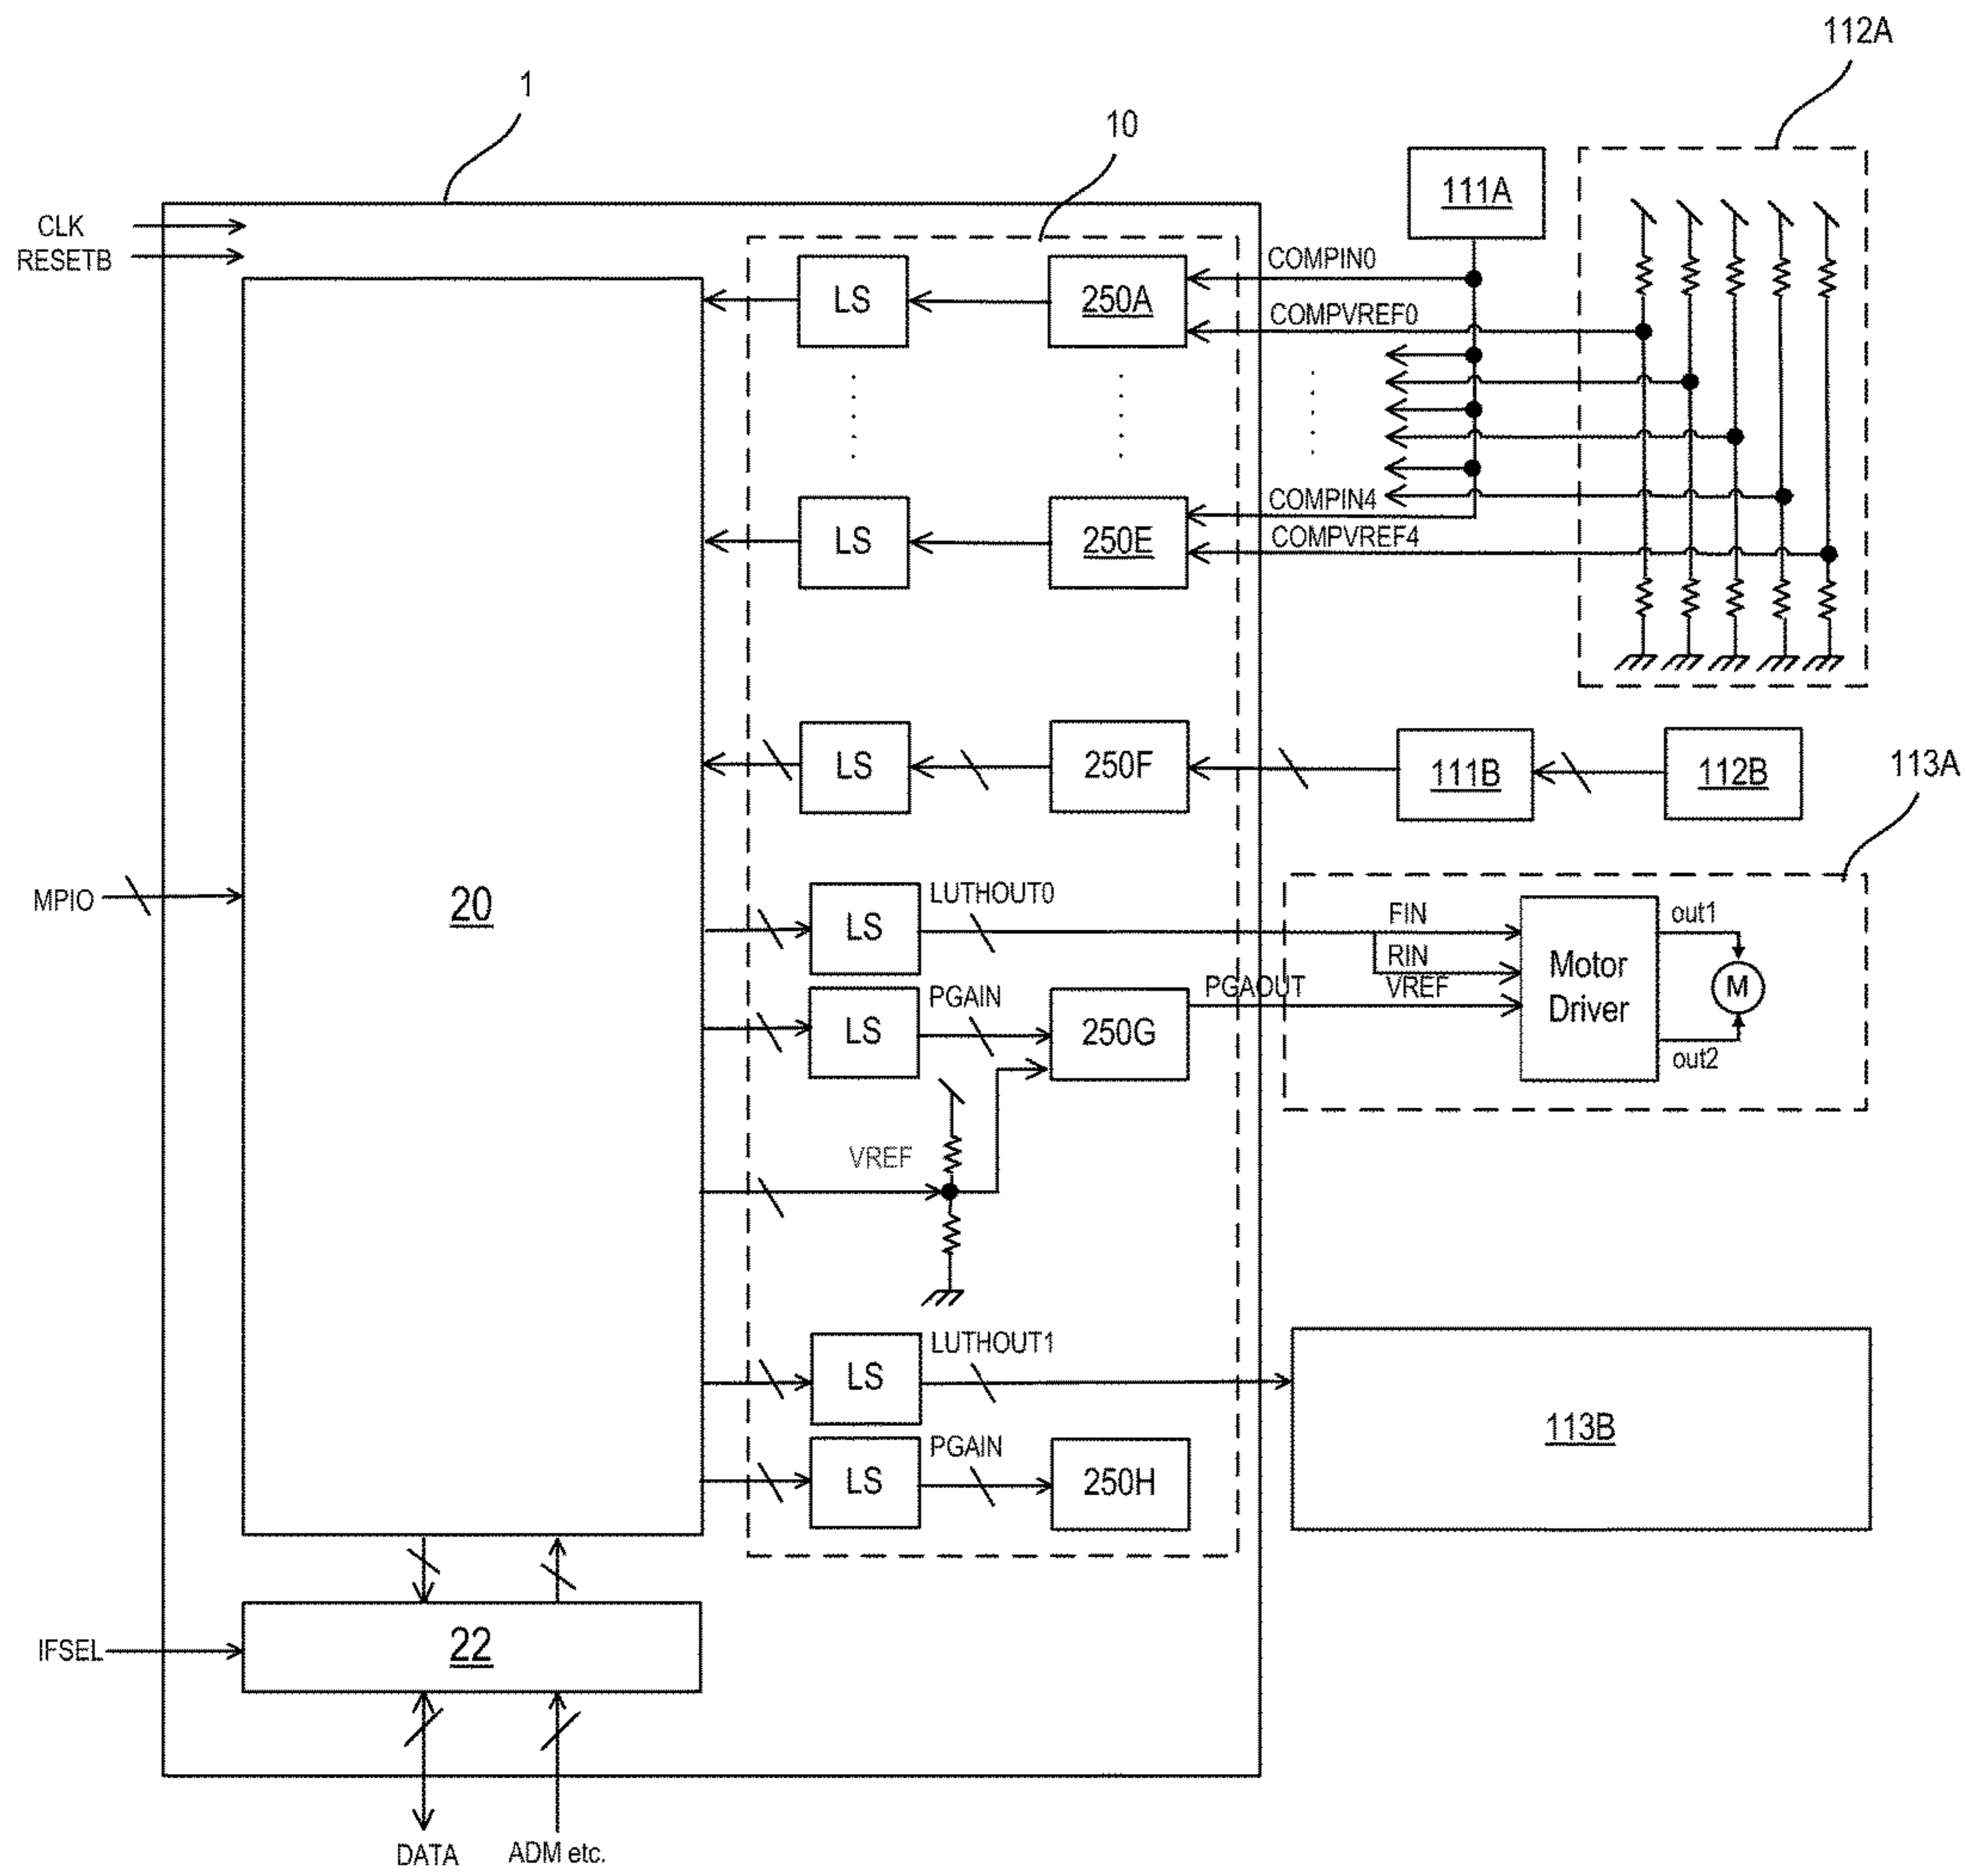 112A
1
10
111A
CLK
RESETB
COMPIN0
LS
250A
COMPVREF0
COMPIN4
LS
250E
COMPVREF4
LS
250F
111B
112B
113A
MPIO
20
LS
LUTHOUT0
FIN
RIN
VREF
out1
Motor
Driver
M
out2
LS
PGAIN
250G
PGAOUT
VREF
LS
LUTHOUT1
113B
LS
PGAIN
250H
IFSEL
22
DATA
ADM etc.